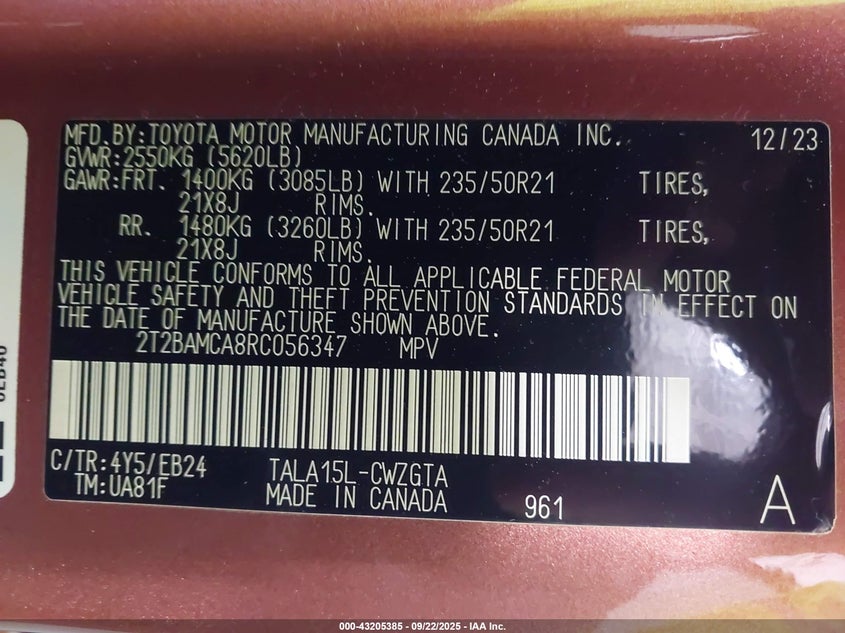 MFD.BY:TOYOTA MOTOR MANUFACTURING CANADA INC. 12/23
GVWR:2550KG (5620LB)
GAWR:FRT. 1400KG (3085LB) WITH 235/50R21 TIRES,
21X8J RIMS.
RR. 1480KG (3260LB) WITH 235/50R21 TIRES,
21X8J RIMS.
THIS VEHICLE CONFORMS TO ALL APPLICABLE FEDERAL MOTOR
VEHICLE SAFETY AND THEFT PREVENTION STANDARDS IN EFFECT ON
THE DATE OF MANUFACTURE SHOWN ABOVE.
2T2BAMCA8RC056347 MPV
C/TR:4Y5/EB24 TALA15L-CWZGTA
TM:UA81F MADE IN CANADA 961 A
000-43205385 - 09/22/2025 - IAA Inc.